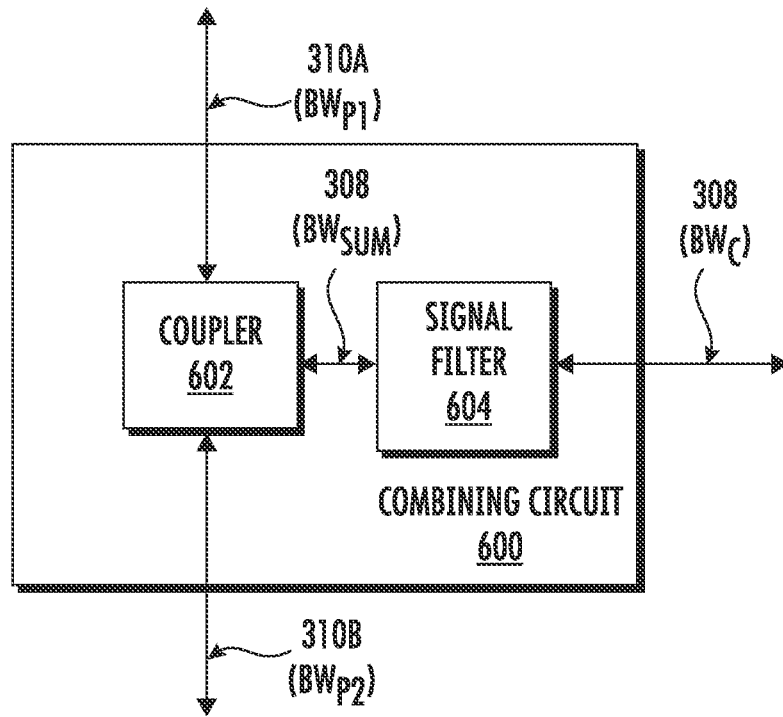 310A
(BWP1)
308
(BWSUM)
308
(BWC)
COUPLER
602
SIGNAL
FILTER
604
COMBINING CIRCUIT
600
310B
(BWP2)